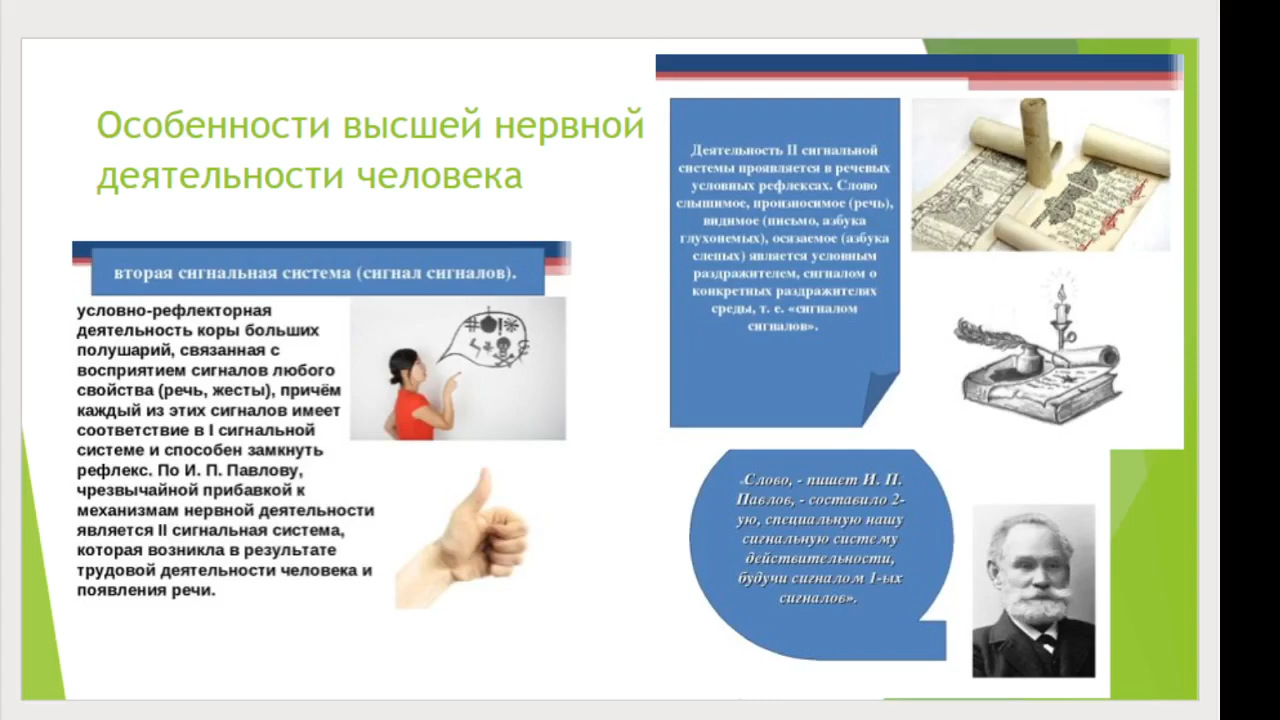 Особенности высшей нервной
деятельности человека
вторая сигнальная система (сигнал сигналов).
условно-рефлекторная
деятельность коры больших
полушарий, связанная с
восприятием сигналов любого
свойства (речь, жесты), причём
каждый из этих сигналов имеет
соответствие в I сигнальной
системе и способен замкнуть
рефлекс. По И. П. Павлову,
чрезвычайной прибавкой к
механизмам нервной деятельности
является II сигнальная система,
которая возникла в результате
трудовой деятельности человека и
появления речи.
Деятельность II сигнальной
системы проявляется в речевых
условных рефлексах. Слово
слышимое, произносимое (речь),
видимое (письмо, азбука
глухонемых), осязаемое (азбука
слепых) является условным
раздражителем, сигналом о
конкретных раздражителях
среды, т. е. «сигналом
сигналов».
«Слово, - пишет И. П.
Павлов, - составило 2-
ую, специальную нашу
сигнальную систему
действительности,
будучи сигналом 1-ых
сигналов».